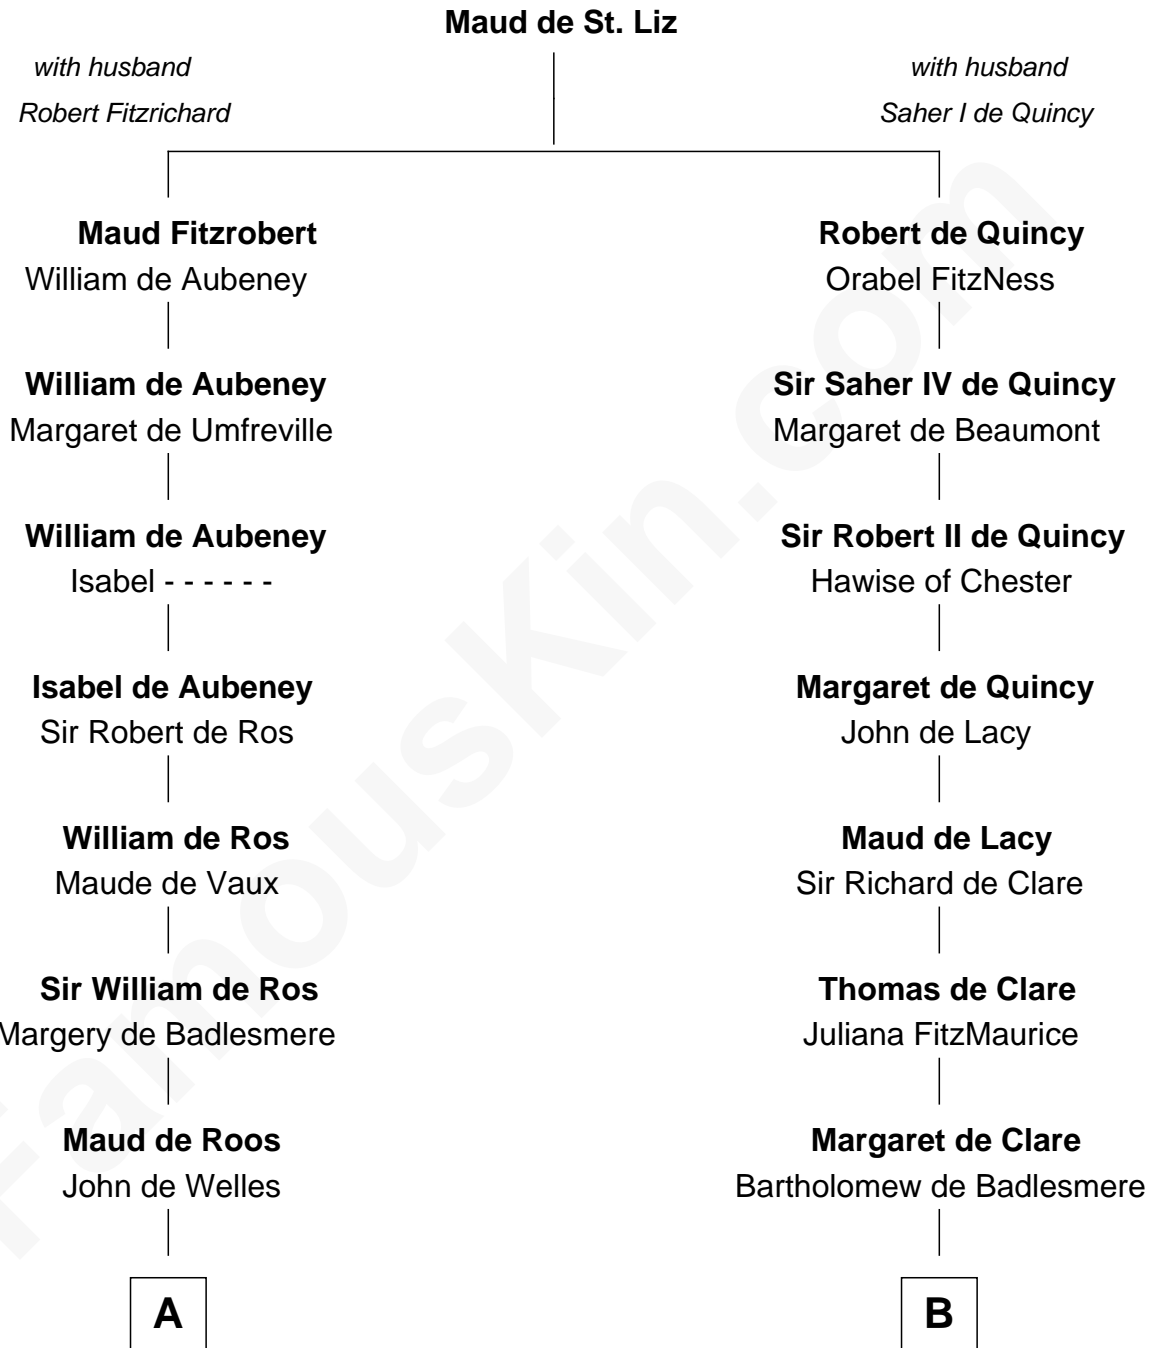 Maud de St. Liz
with husband
Robert Fitzrichard
with husband
Saher I de Quincy
Maud Fitzrobert
William de Aubeney
Robert de Quincy
Orabel FitzNess
William de Aubeney
Margaret de Umfreville
Sir Saher IV de Quincy
Margaret de Beaumont
William de Aubeney
Isabel - - - - - -
Sir Robert II de Quincy
Hawise of Chester
Isabel de Aubeney
Sir Robert de Ros
Margaret de Quincy
John de Lacy
William de Ros
Maude de Vaux
Maud de Lacy
Sir Richard de Clare
Sir William de Ros
Margery de Badlesmere
Thomas de Clare
Juliana FitzMaurice
Maud de Roos
John de Welles
Margaret de Clare
Bartholomew de Badlesmere
A
B
FamousKin.com